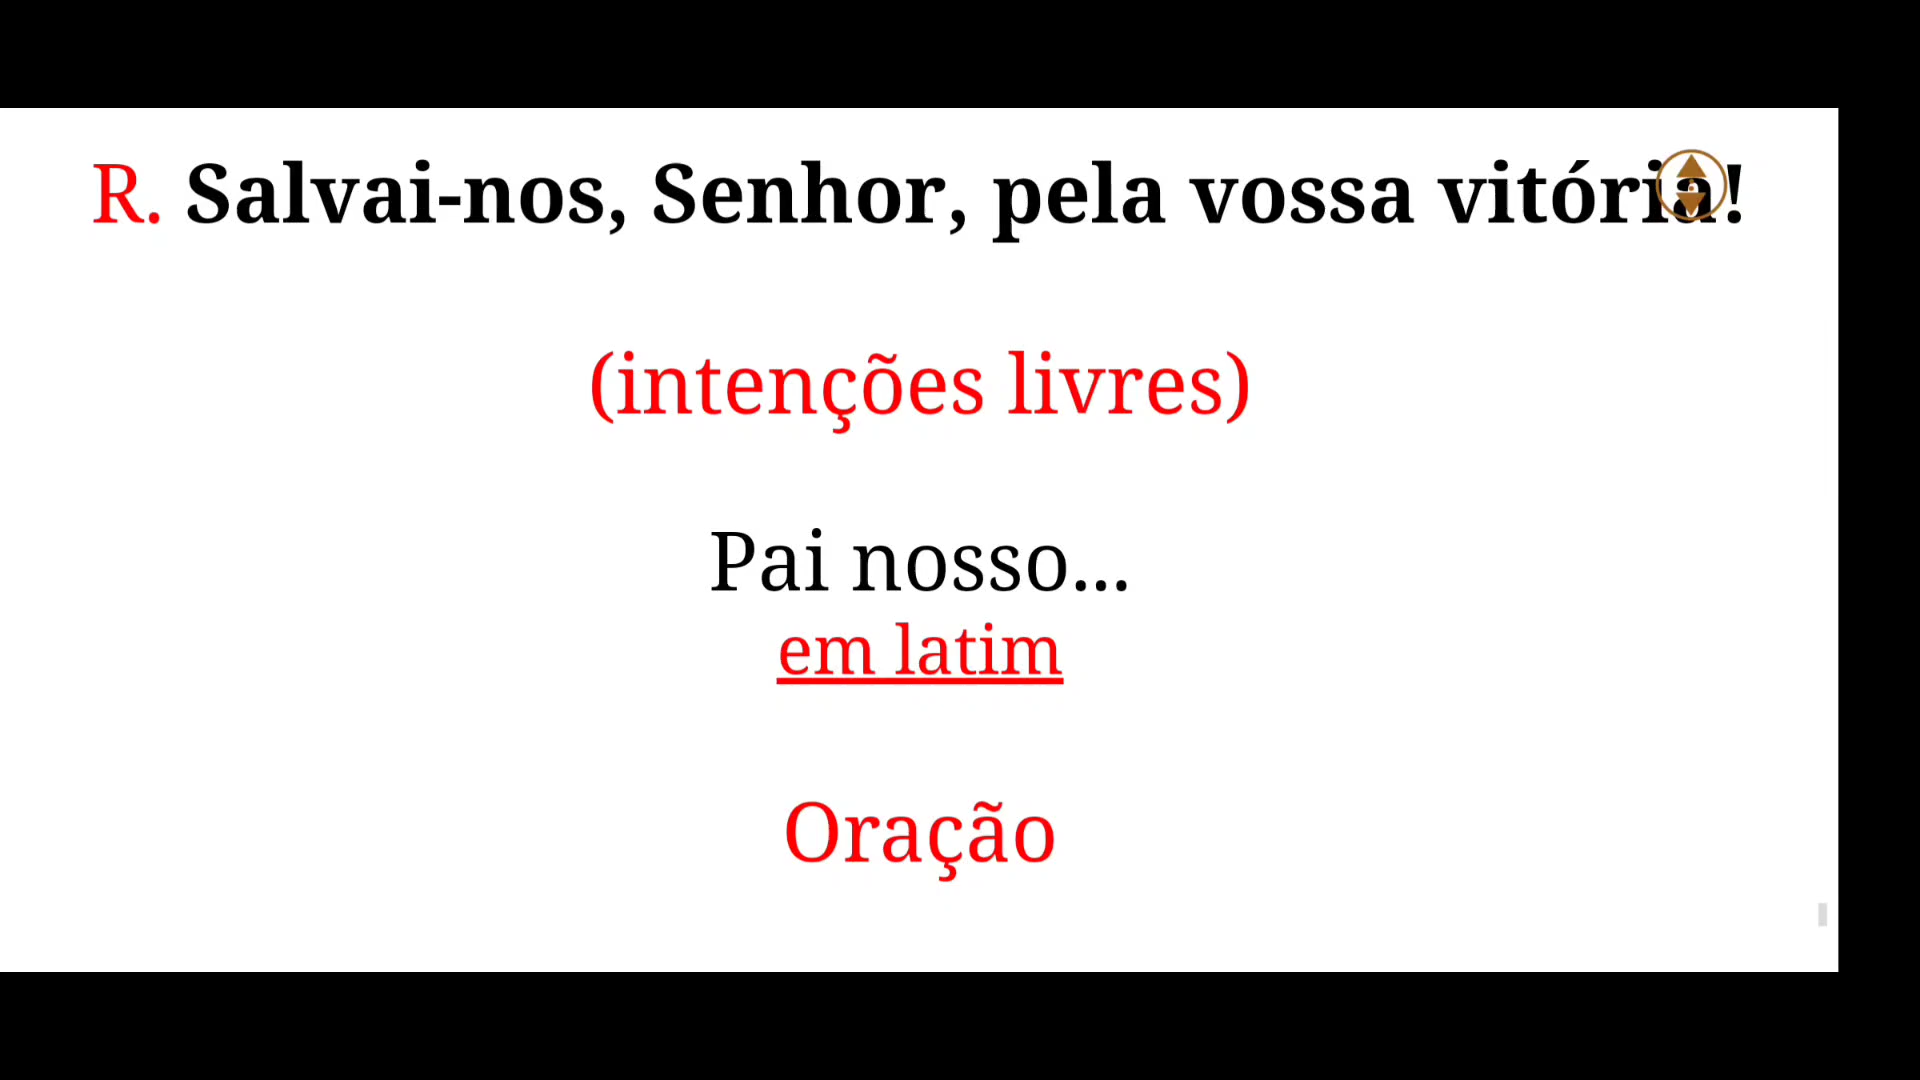 R. Salvai-nos, Senhor, pela vossa vitória!
(intenções livres)
Pai nosso...
em latim
Oração